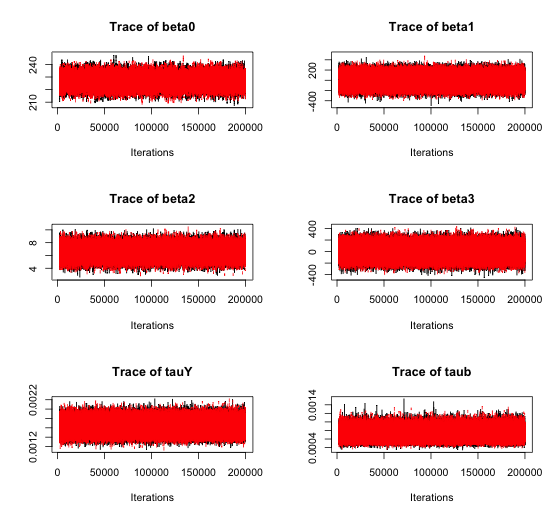 Trace of beta0
240
210
0 50000 100000 150000 200000
Iterations
Trace of beta1
200
-400
0 50000 100000 150000 200000
Iterations
Trace of beta2
8
4
0 50000 100000 150000 200000
Iterations
Trace of beta3
400
0
-400
0 50000 100000 150000 200000
Iterations
Trace of tauY
0.0022
0.0012
0 50000 100000 150000 200000
Iterations
Trace of taub
0.0014
0.0004
0 50000 100000 150000 200000
Iterations